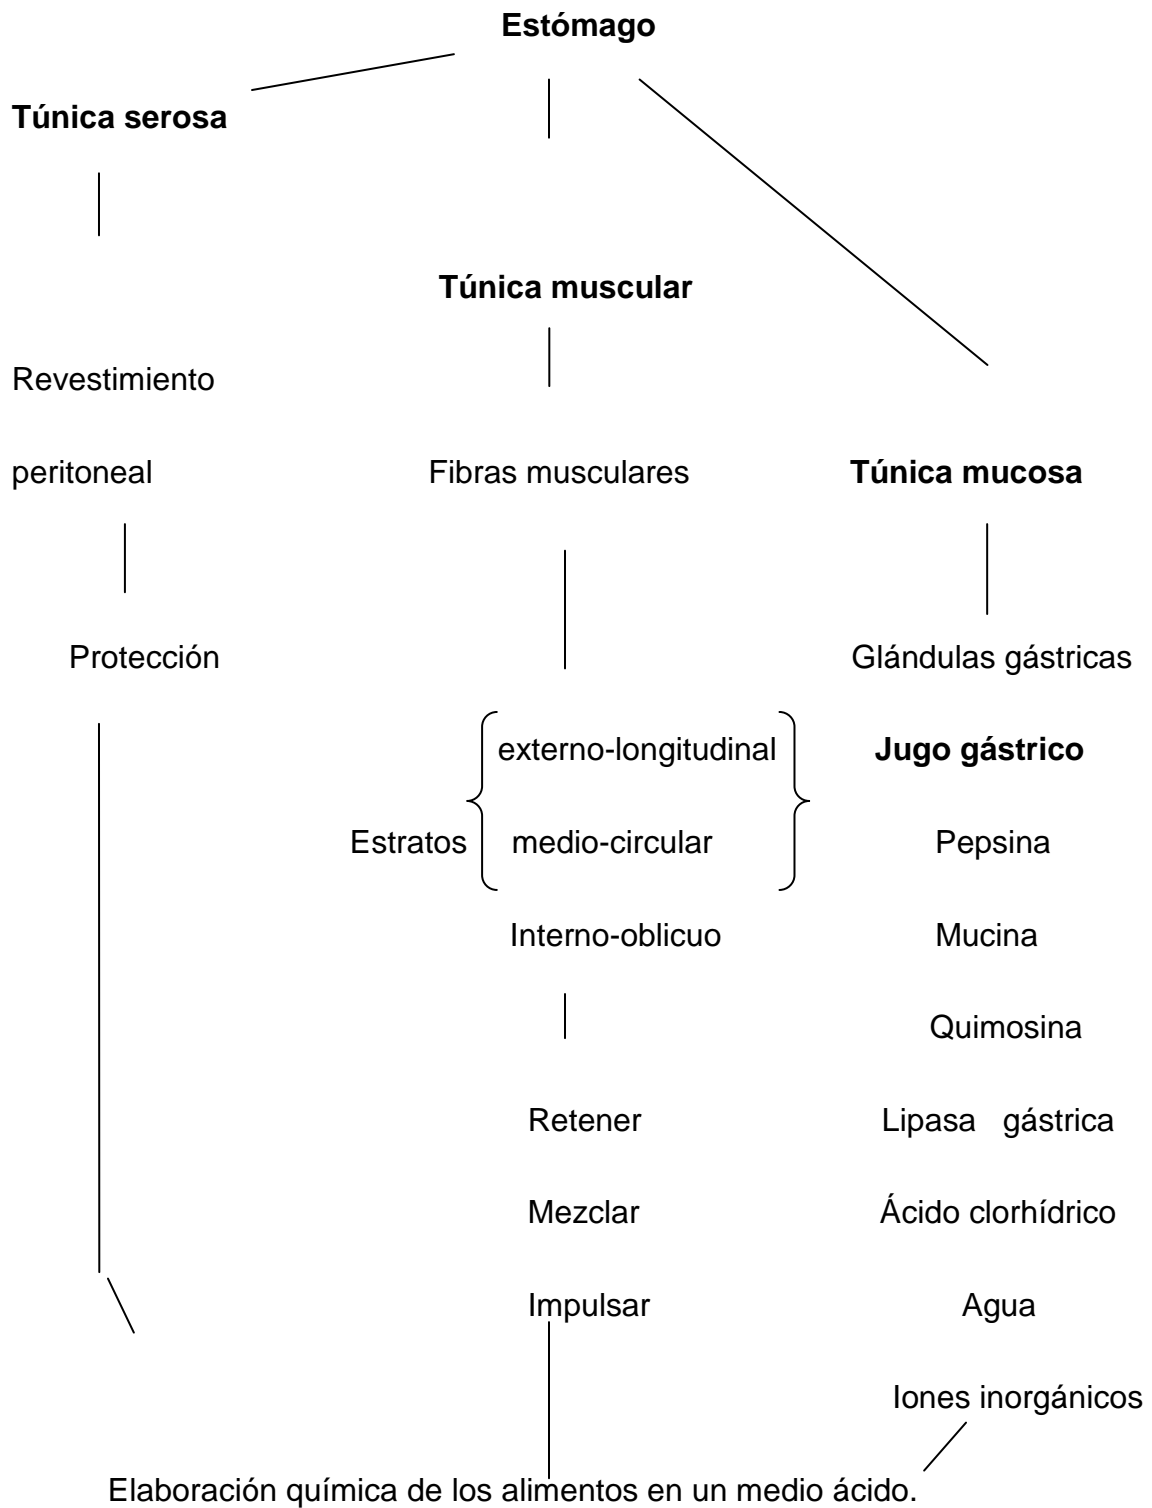 Estómago
Túnica serosa
Túnica muscular
Revestimiento
peritoneal
Fibras musculares
Túnica mucosa
Protección
Glándulas gástricas
externo-longitudinal
Jugo gástrico
Estratos
medio-circular
Pepsina
Interno-oblicuo
Mucina
Quimosina
Retener
Lipasa gástrica
Mezclar
Ácido clorhídrico
Impulsar
Agua
Iones inorgánicos
Elaboración química de los alimentos en un medio ácido.